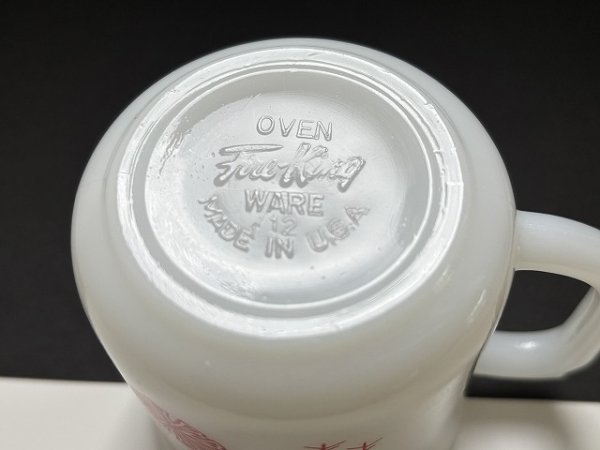 OVEN
Fire-King
WARE
12
MADE IN U.S.A